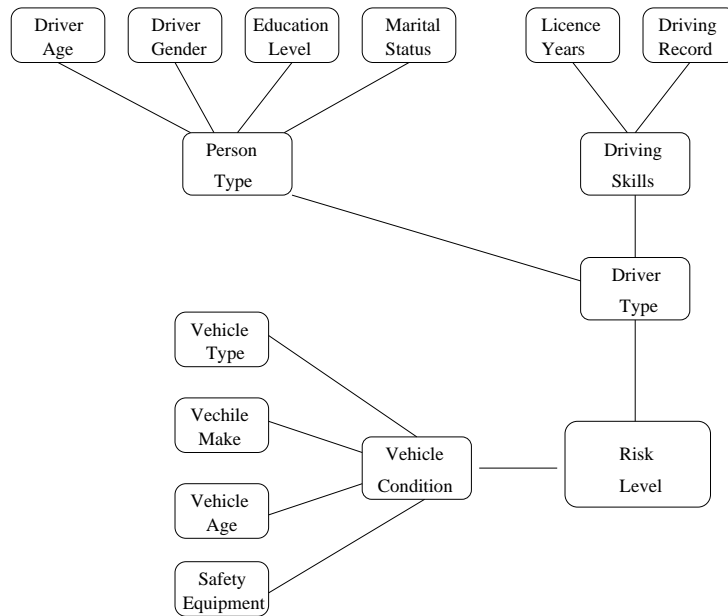 Driver
Age
Driver
Gender
Education
Level
Marital
Status
Licence
Years
Driving
Record
Person
Type
Driving
Skills
Driver
Type
Vehicle
Type
Vechile
Make
Vehicle
Condition
Risk
Level
Vehicle
Age
Safety
Equipment